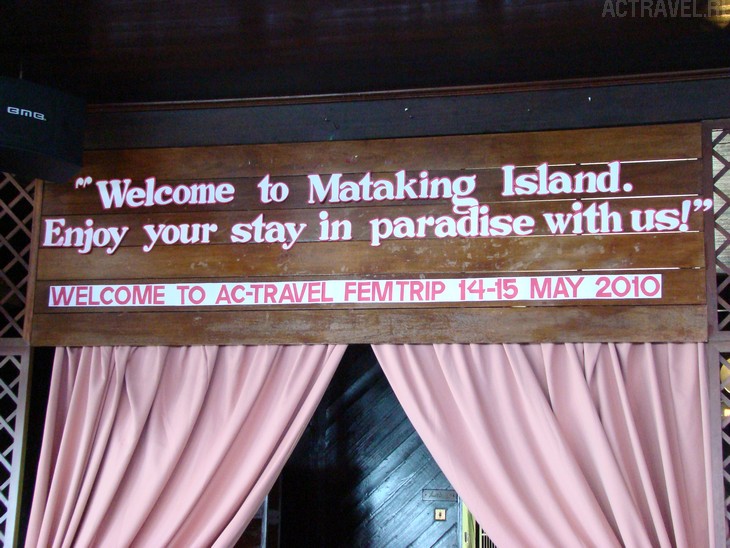 ACTRAVEL.R
BMB
"Welcome to Mataking Island.
Enjoy your stay in paradise with us!"
WELCOME TO AC-TRAVEL FEMTRIP 14-15 MAY 2010